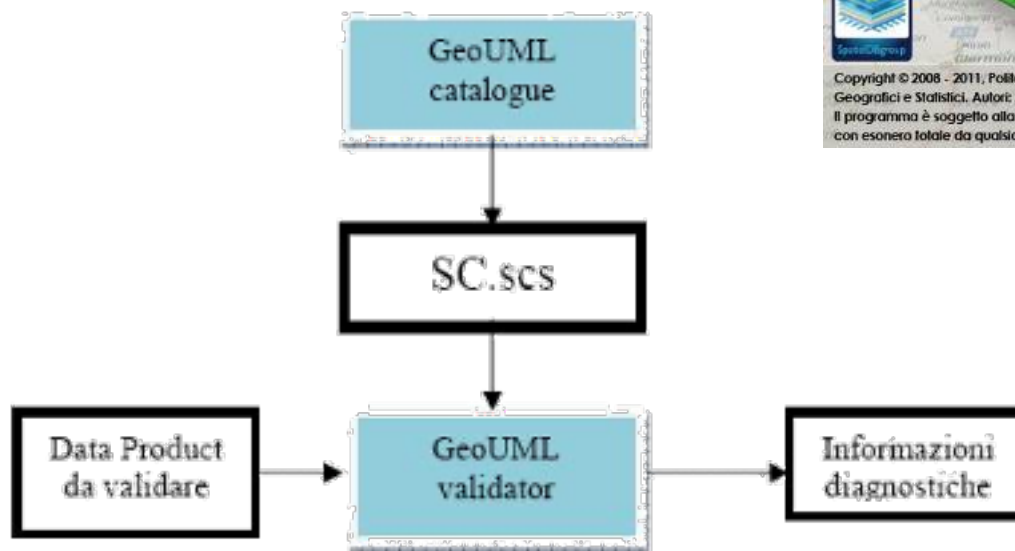 GeoUML
catalogue
SpatialDBgroup
Copyright © 2008 - 2011, Polit
Geografici e Statistici. Autori:
Il programma è soggetto alla
con esonero totale da qualsia
SC.scs
Data Product
da validare
GeoUML
validator
Informazioni
diagnostiche